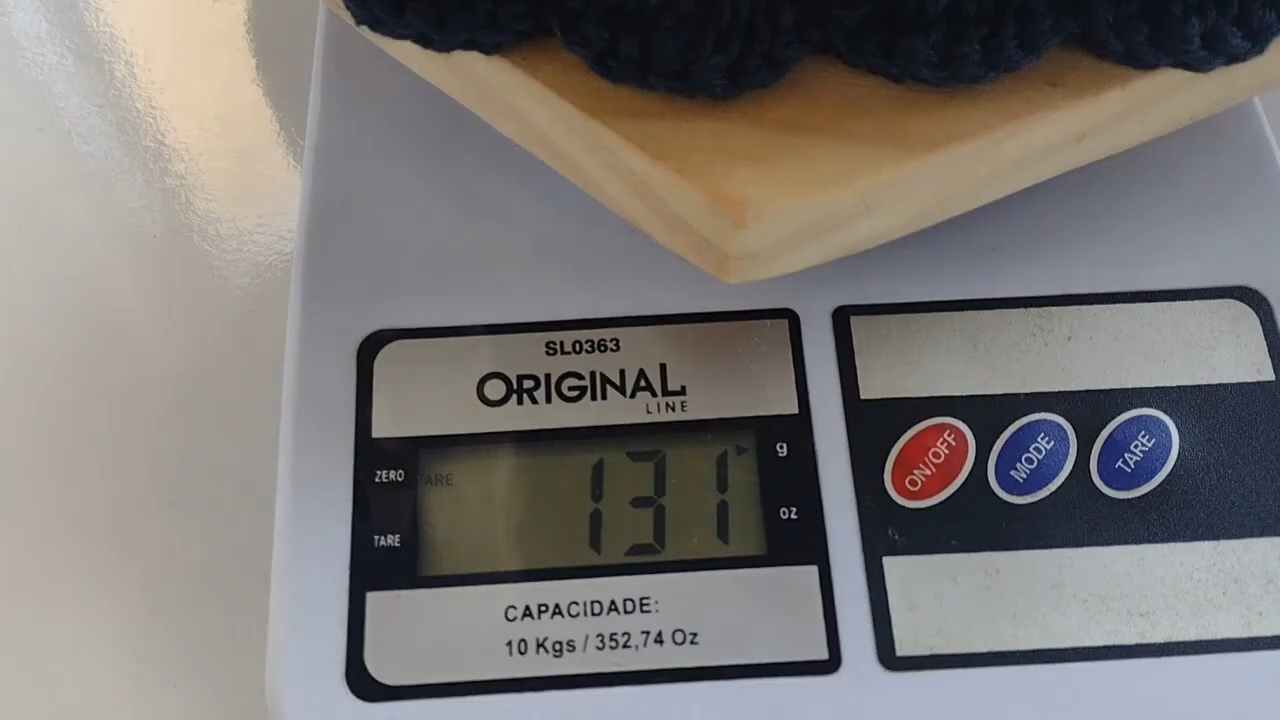 SL0363
ORIGINAL
LINE
ZERO
TARE
131
g
oz
TARE
CAPACIDADE:
10 Kgs / 352,74 Oz
ON/OFF
MODE
TARE